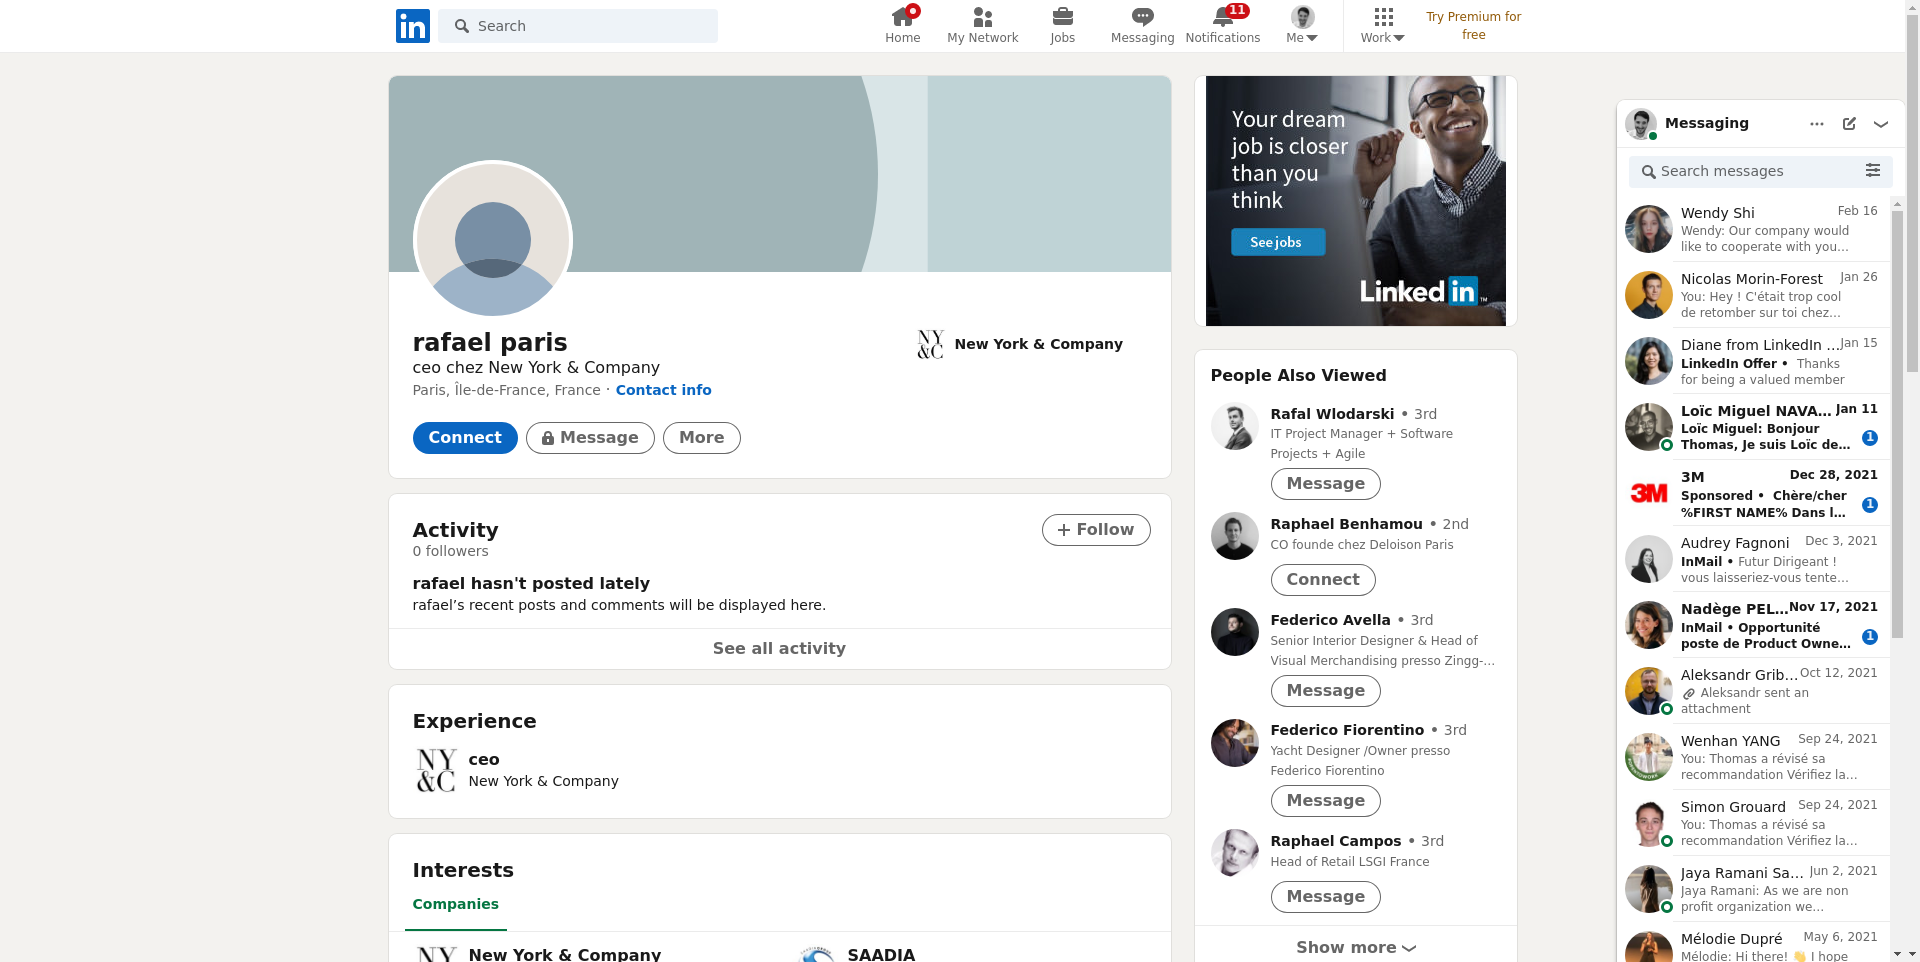 in
Search
Home
My Network
Jobs
Messaging
11
Notifications
Me
Work
Try Premium for
free
rafael paris
ceo chez New York & Company
Paris, Île-de-France, France · Contact info
NY
&C
New York & Company
Connect
Message
More
Activity
0 followers
+ Follow
rafael hasn't posted lately
rafael’s recent posts and comments will be displayed here.
See all activity
Experience
NY
&C
ceo
New York & Company
Interests
Companies
NY
New York & Company
SAADIA
Your dream
job is closer
than you
think
See jobs
Linked in ™
People Also Viewed
Rafal Wlodarski • 3rd
IT Project Manager + Software
Projects + Agile
Message
Raphael Benhamou • 2nd
CO founde chez Deloison Paris
Connect
Federico Avella • 3rd
Senior Interior Designer & Head of
Visual Merchandising presso Zingg-...
Message
Federico Fiorentino • 3rd
Yacht Designer /Owner presso
Federico Fiorentino
Message
Raphael Campos • 3rd
Head of Retail LSGI France
Message
Show more
Messaging
Search messages
Wendy Shi Feb 16
Wendy: Our company would
like to cooperate with you...
Nicolas Morin-Forest Jan 26
You: Hey ! C'était trop cool
de retomber sur toi chez...
Diane from LinkedIn ... Jan 15
LinkedIn Offer • Thanks
for being a valued member
Loïc Miguel NAVA... Jan 11
Loïc Miguel: Bonjour
Thomas, Je suis Loïc de... 1
3M
3M Dec 28, 2021
Sponsored • Chère/cher
%FIRST NAME% Dans l... 1
Audrey Fagnoni Dec 3, 2021
InMail • Futur Dirigeant !
vous laisseriez-vous tente...
Nadège PEL... Nov 17, 2021
InMail • Opportunité
poste de Product Owne... 1
Aleksandr Grib... Oct 12, 2021
Aleksandr sent an
attachment
Wenhan YANG Sep 24, 2021
You: Thomas a révisé sa
recommandation Vérifiez la...
Simon Grouard Sep 24, 2021
You: Thomas a révisé sa
recommandation Vérifiez la...
Jaya Ramani Sa... Jun 2, 2021
Jaya Ramani: As we are non
profit organization we...
Mélodie Dupré May 6, 2021
Mélodie: Hi there! 👋 I hope